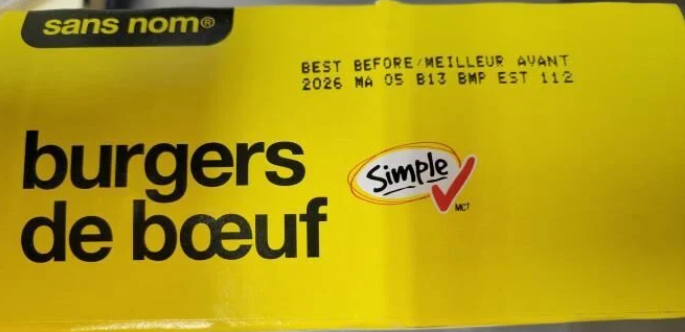 sans nom®
BEST BEFORE/MEILLEUR AVANT
2026 MA 05 B13 BMP EST 112
burgers
de bœuf
Simple
MC†